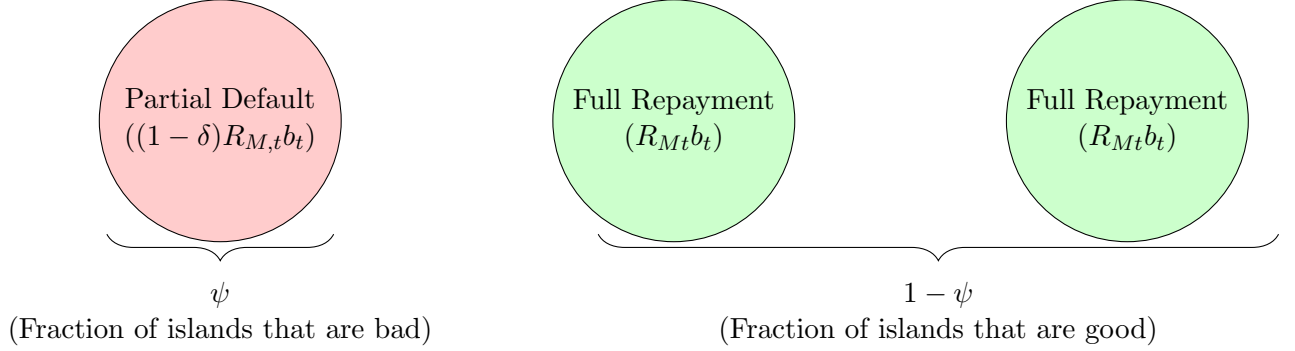 Partial Default
((1 − δ)R_{M,t}b_t)
Full Repayment
(R_{Mt}b_t)
Full Repayment
(R_{Mt}b_t)
ψ
(Fraction of islands that are bad)
1 − ψ
(Fraction of islands that are good)